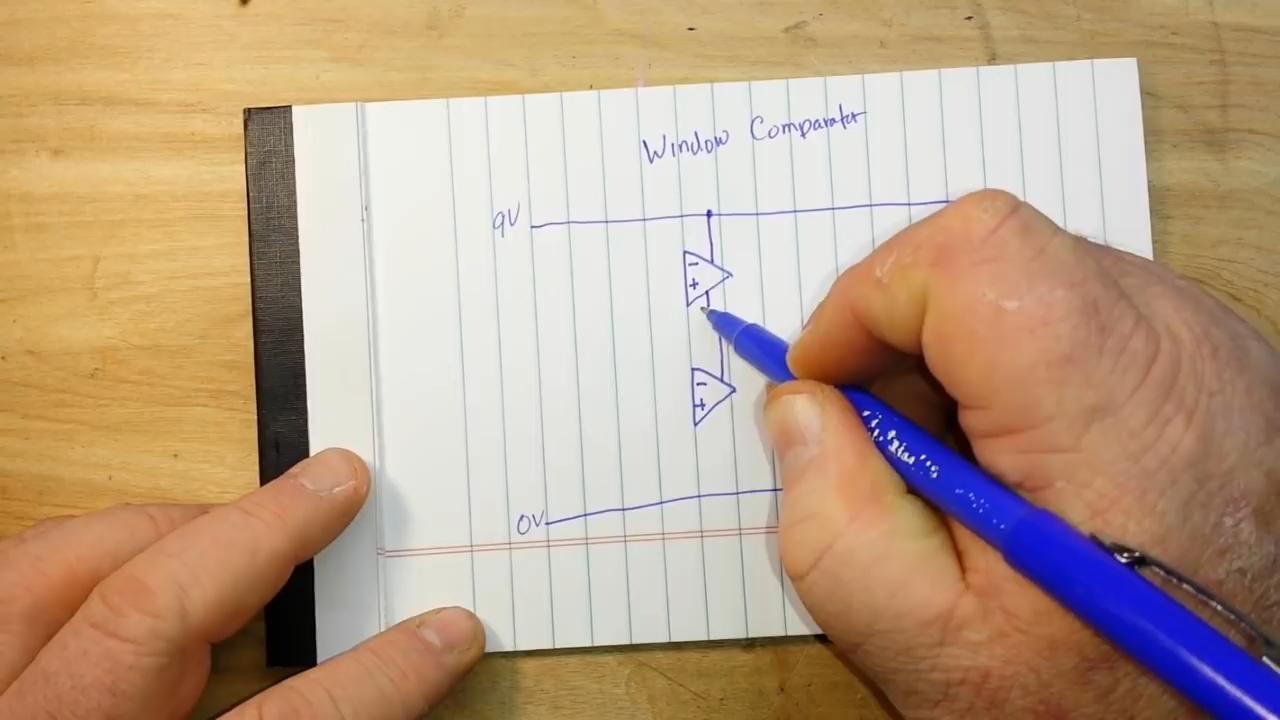 Window Comparator
9V
-
+
-
+
0V